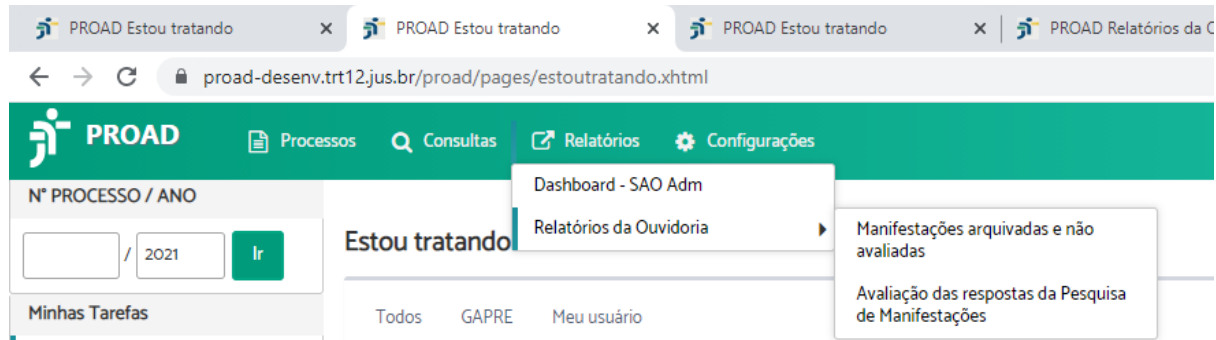 PROAD Estou tratando
PROAD Estou tratando
PROAD Estou tratando
PROAD Relatórios da
proad-desenv.trt12.jus.br/proad/pages/estoutratando.xhtml
PROAD
Processos
Consultas
Relatórios
Configurações
N° PROCESSO / ANO
/ 2021 Ir
Minhas Tarefas
Dashboard - SAO Adm
Relatórios da Ouvidoria
Manifestações arquivadas e não
avaliadas
Avaliação das respostas da Pesquisa
de Manifestações
Estou tratando
Todos GAPRE Meu usuário